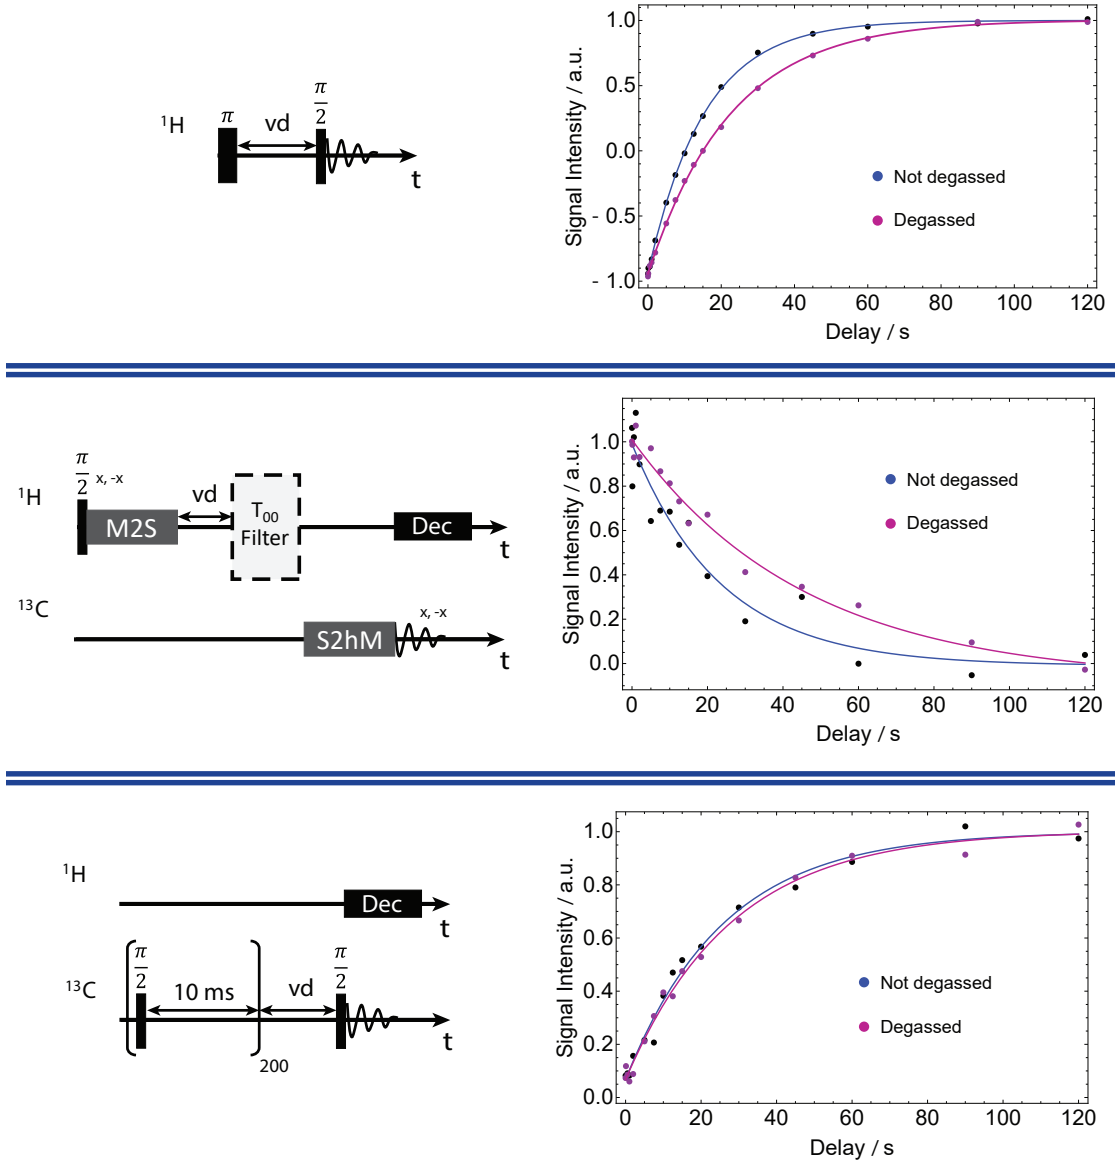 ¹H
π
vd
π/2
t
Signal Intensity / a.u.
1.0
0.5
0.0
- 0.5
- 1.0
Not degassed
Degassed
0 20 40 60 80 100 120
Delay / s
¹H
π/2 x, -x
M2S
vd
T₀₀
Filter
Dec
t
¹³C
S2hM
x, -x
t
Signal Intensity / a.u.
1.0
0.8
0.6
0.4
0.2
0.0
Not degassed
Degassed
0 20 40 60 80 100 120
Delay / s
¹H
Dec
t
¹³C
π/2
10 ms
200
vd
π/2
t
Signal Intensity / a.u.
1.0
0.8
0.6
0.4
0.2
0.0
Not degassed
Degassed
0 20 40 60 80 100 120
Delay / s